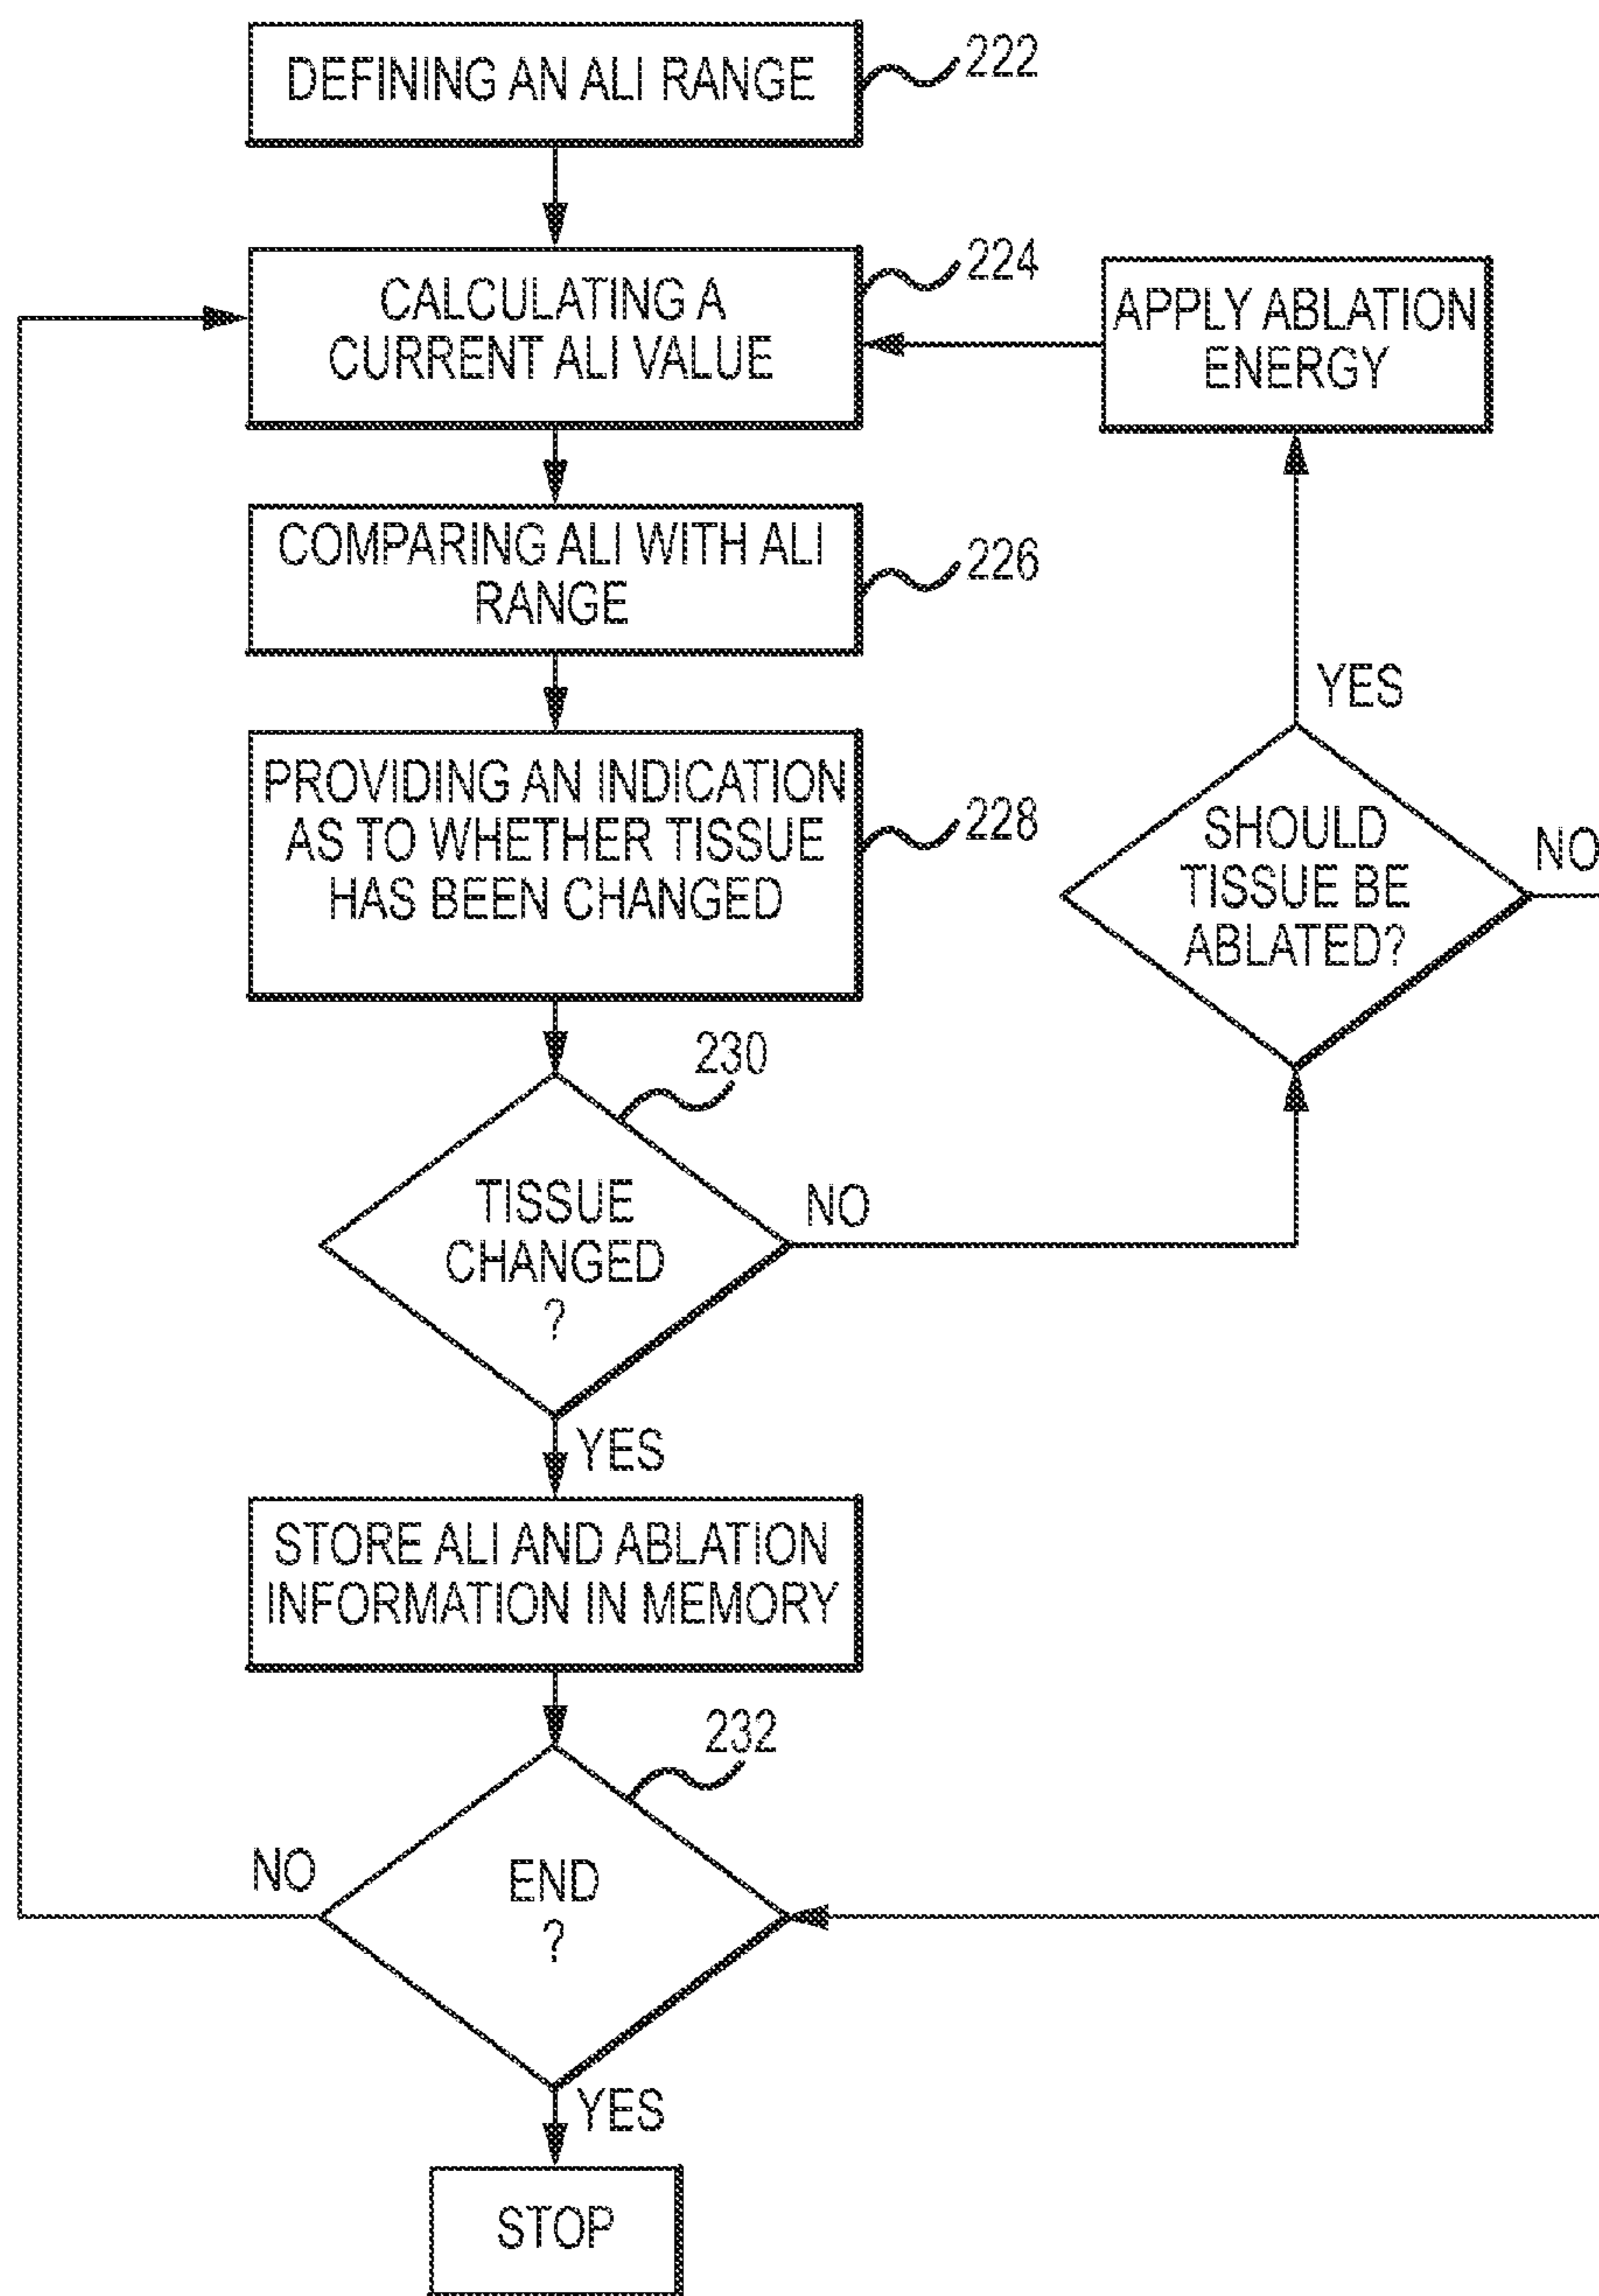 DEFINING AN ALI RANGE
222
CALCULATING A
CURRENT ALI VALUE
224
APPLY ABLATION
ENERGY
COMPARING ALI WITH ALI
RANGE
226
YES
PROVIDING AN INDICATION
AS TO WHETHER TISSUE
HAS BEEN CHANGED
228
SHOULD
TISSUE BE
ABLATED?
NO
230
TISSUE
CHANGED
?
NO
YES
STORE ALI AND ABLATION
INFORMATION IN MEMORY
232
NO
END
?
YES
STOP